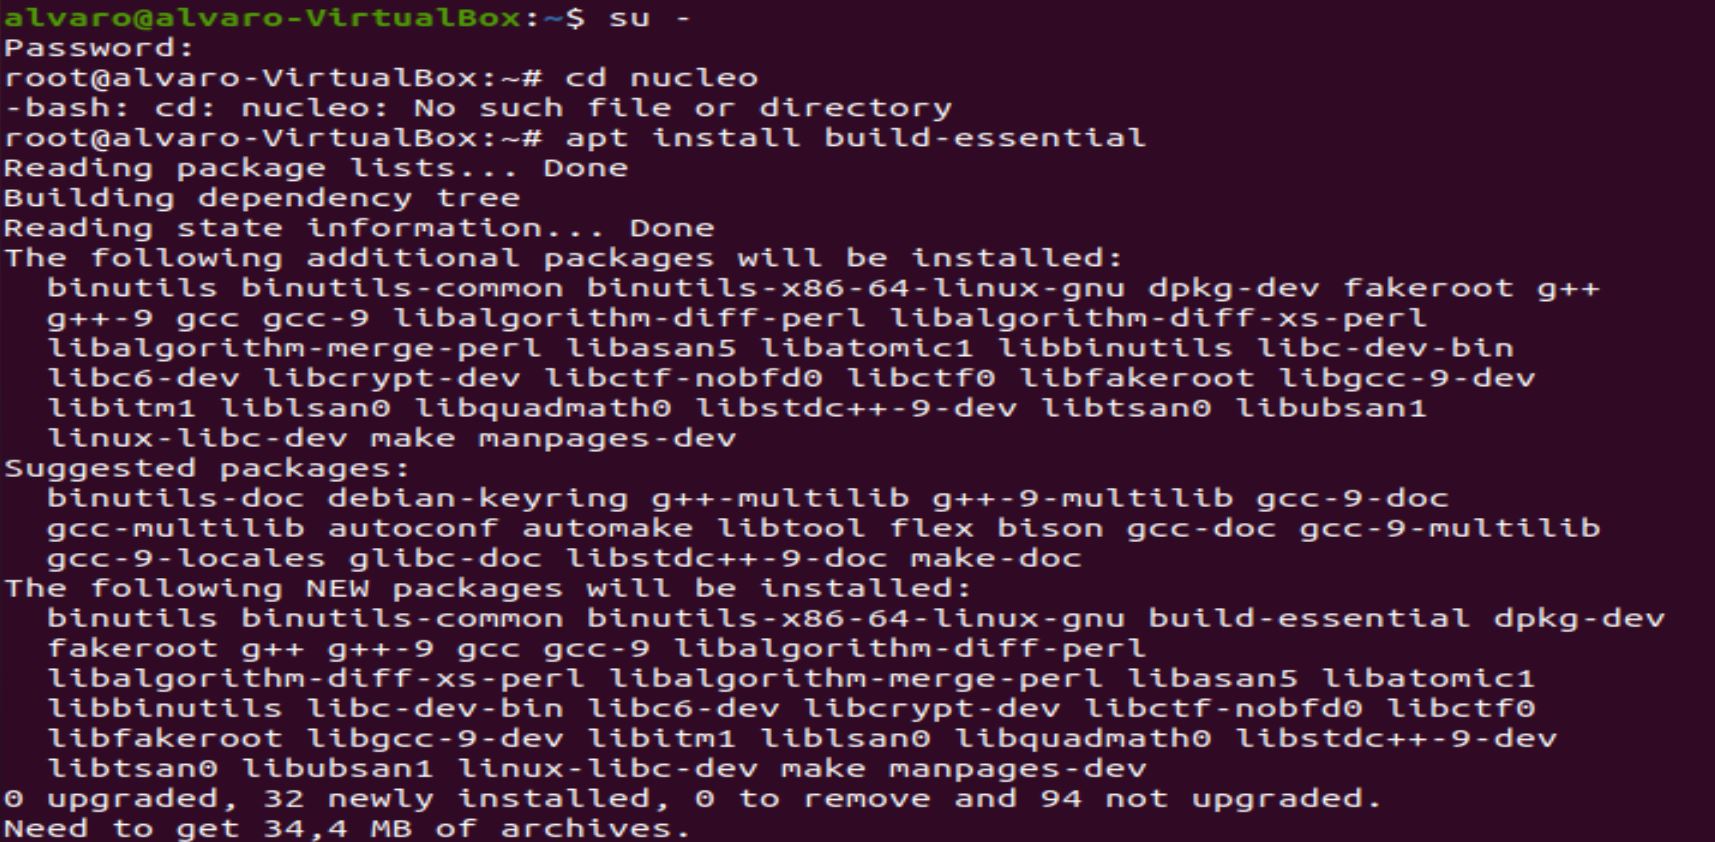 alvaro@alvaro-VirtualBox:~$ su -
Password:
root@alvaro-VirtualBox:~# cd nucleo
-bash: cd: nucleo: No such file or directory
root@alvaro-VirtualBox:~# apt install build-essential
Reading package lists... Done
Building dependency tree
Reading state information... Done
The following additional packages will be installed:
  binutils binutils-common binutils-x86-64-linux-gnu dpkg-dev fakeroot g++
  g++-9 gcc gcc-9 libalgorithm-diff-perl libalgorithm-diff-xs-perl
  libalgorithm-merge-perl libasan5 libatomic1 libbinutils libc-dev-bin
  libc6-dev libcrypt-dev libctf-nobfd0 libctf0 libfakeroot libgcc-9-dev
  libitm1 liblsan0 libquadmath0 libstdc++-9-dev libtsan0 libubsan1
  linux-libc-dev make manpages-dev
Suggested packages:
  binutils-doc debian-keyring g++-multilib g++-9-multilib gcc-9-doc
  gcc-multilib autoconf automake libtool flex bison gcc-doc gcc-9-multilib
  gcc-9-locales glibc-doc libstdc++-9-doc make-doc
The following NEW packages will be installed:
  binutils binutils-common binutils-x86-64-linux-gnu build-essential dpkg-dev
  fakeroot g++ g++-9 gcc gcc-9 libalgorithm-diff-perl
  libalgorithm-diff-xs-perl libalgorithm-merge-perl libasan5 libatomic1
  libbinutils libc-dev-bin libc6-dev libcrypt-dev libctf-nobfd0 libctf0
  libfakeroot libgcc-9-dev libitm1 liblsan0 libquadmath0 libstdc++-9-dev
  libtsan0 libubsan1 linux-libc-dev make manpages-dev
0 upgraded, 32 newly installed, 0 to remove and 94 not upgraded.
Need to get 34,4 MB of archives.